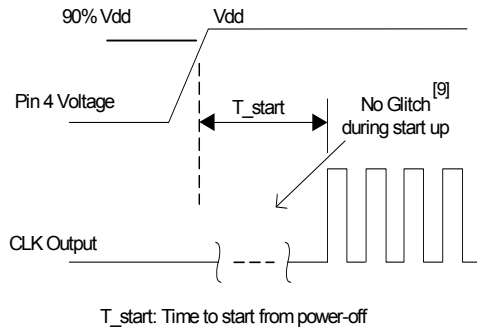 90% Vdd
Vdd
Pin 4 Voltage
T_start
No Glitch [9]
during start up
CLK Output
T_start: Time to start from power-off